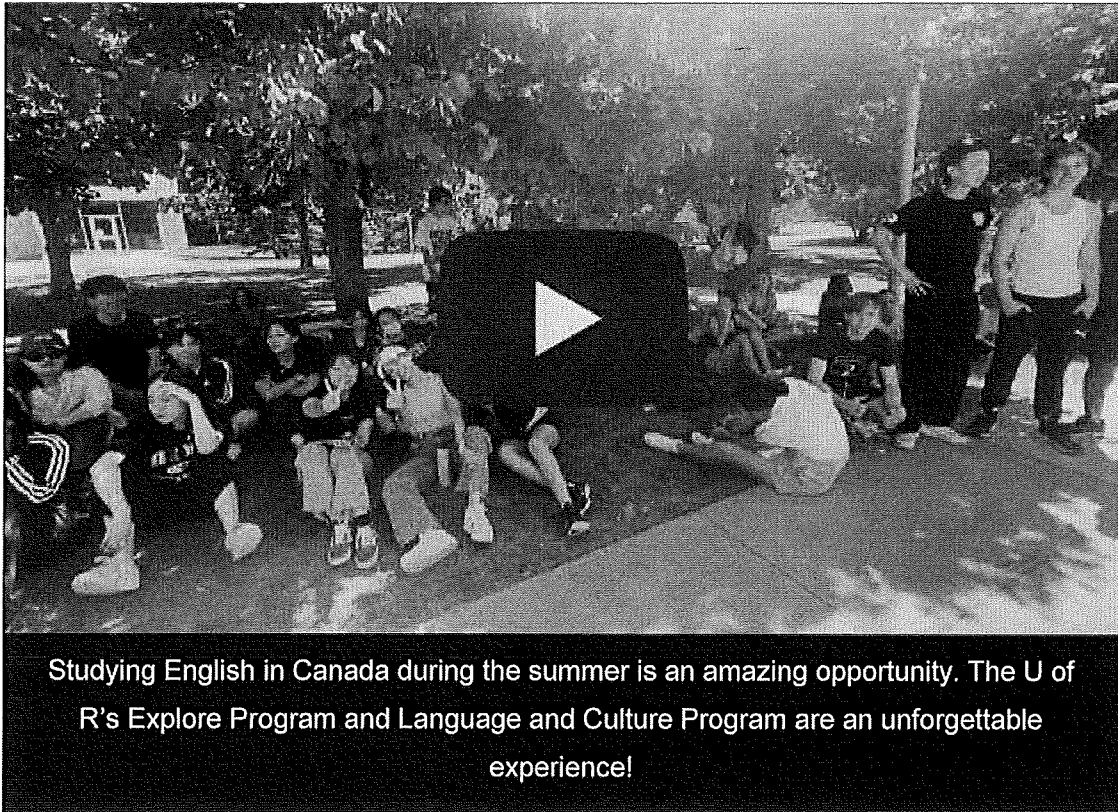 Studying English in Canada during the summer is an amazing opportunity. The U of
R's Explore Program and Language and Culture Program are an unforgettable
experience!